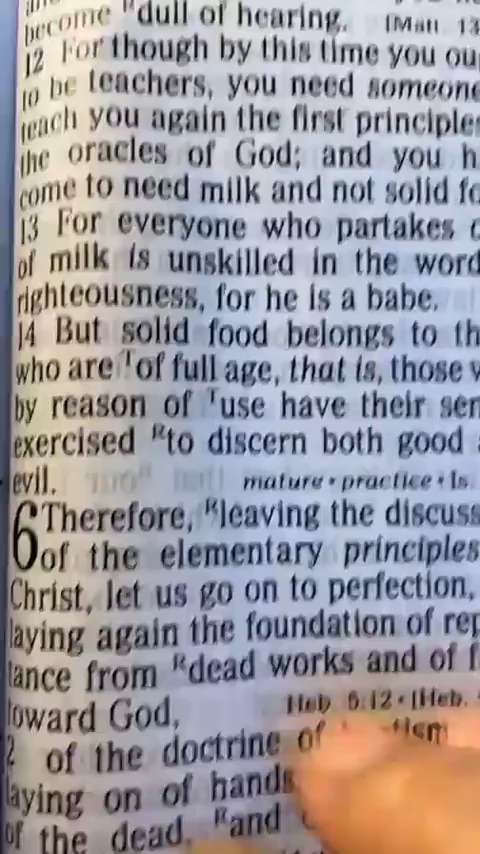 become Rdull of hearing. [Matt. 13
12 For though by this time you ou
to be teachers, you need someone
teach you again the first principles
the oracles of God; and you h
come to need milk and not solid fo
13 For everyone who partakes o
of milk is unskilled in the word
righteousness, for he is a babe.
14 But solid food belongs to th
who are Tof full age, that is, those w
by reason of Tuse have their sen
exercised Rto discern both good
evil. mature • practice • Is.
6 Therefore, Rleaving the discuss
of the elementary principles
Christ, let us go on to perfection,
laying again the foundation of rep
tance from Rdead works and of f
toward God, Heb. 5:12 • [Heb.
2 of the doctrine of
laying on of hands
of the dead, Rand